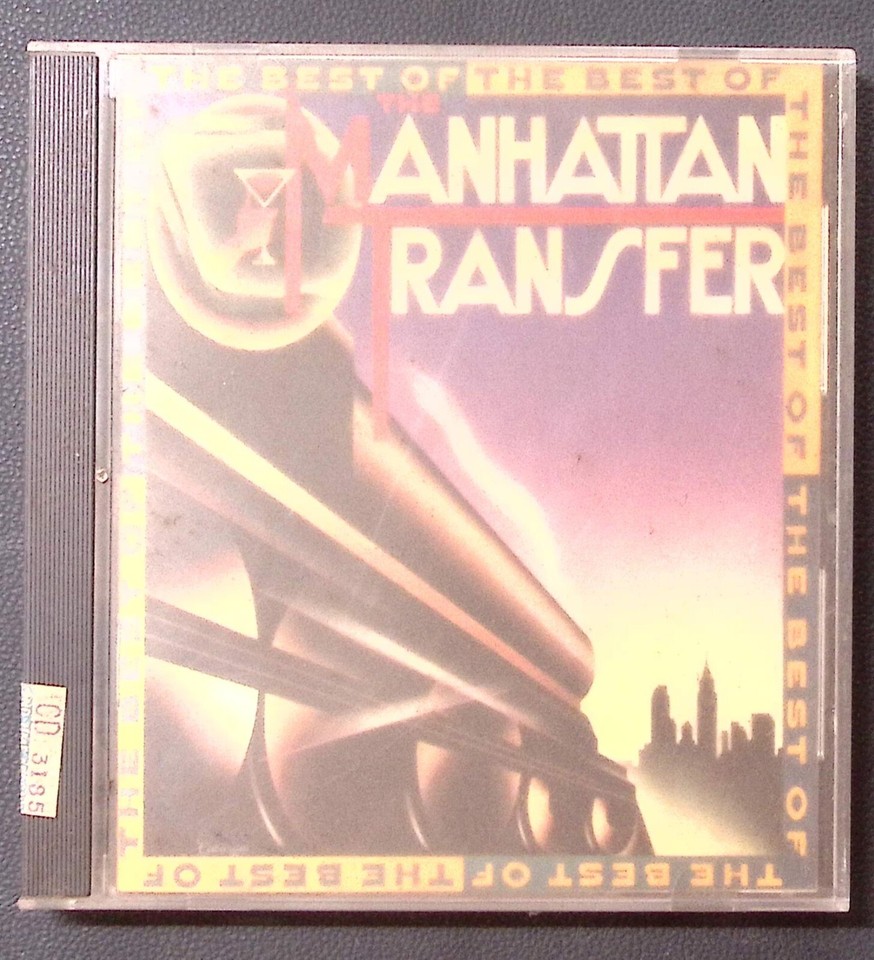 THE BEST OF THE BEST OF
THE
MANHATTAN
TRANSFER
THE BEST OF THE BEST OF
THE BEST OF THE BEST OF
THE BEST OF
CD 3185